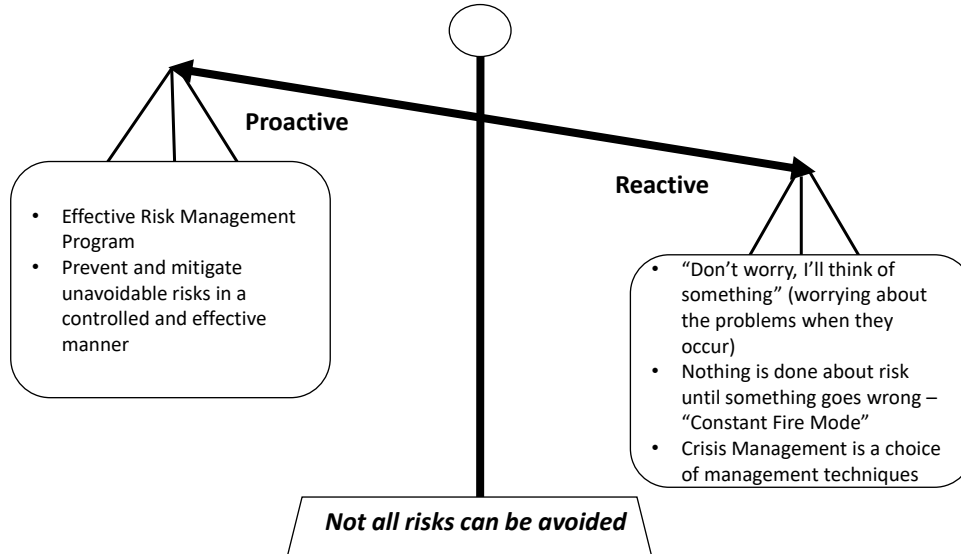 Proactive
Reactive
• Effective Risk Management
Program
• Prevent and mitigate
unavoidable risks in a
controlled and effective
manner
• “Don’t worry, I’ll think of
something” (worrying about
the problems when they
occur)
• Nothing is done about risk
until something goes wrong –
“Constant Fire Mode”
• Crisis Management is a choice
of management techniques
Not all risks can be avoided